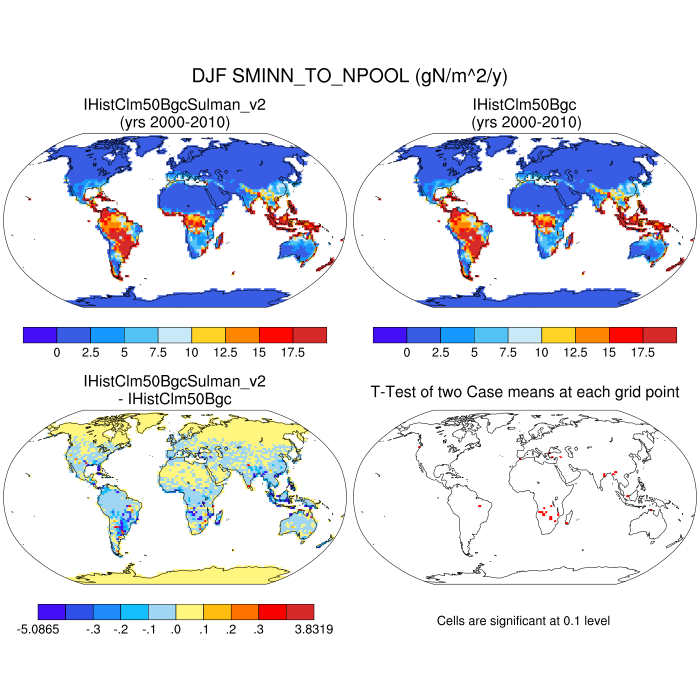 DJF SMINN_TO_NPOOL (gN/m^2/y)
IHistClm50BgcSulman_v2
(yrs 2000-2010)
IHistClm50Bgc
(yrs 2000-2010)
0 2.5 5 7.5 10 12.5 15 17.5
0 2.5 5 7.5 10 12.5 15 17.5
IHistClm50BgcSulman_v2
- IHistClm50Bgc
T-Test of two Case means at each grid point
-5.0865 -.3 -.2 -.1 .0 .1 .2 .3 3.8319
Cells are significant at 0.1 level